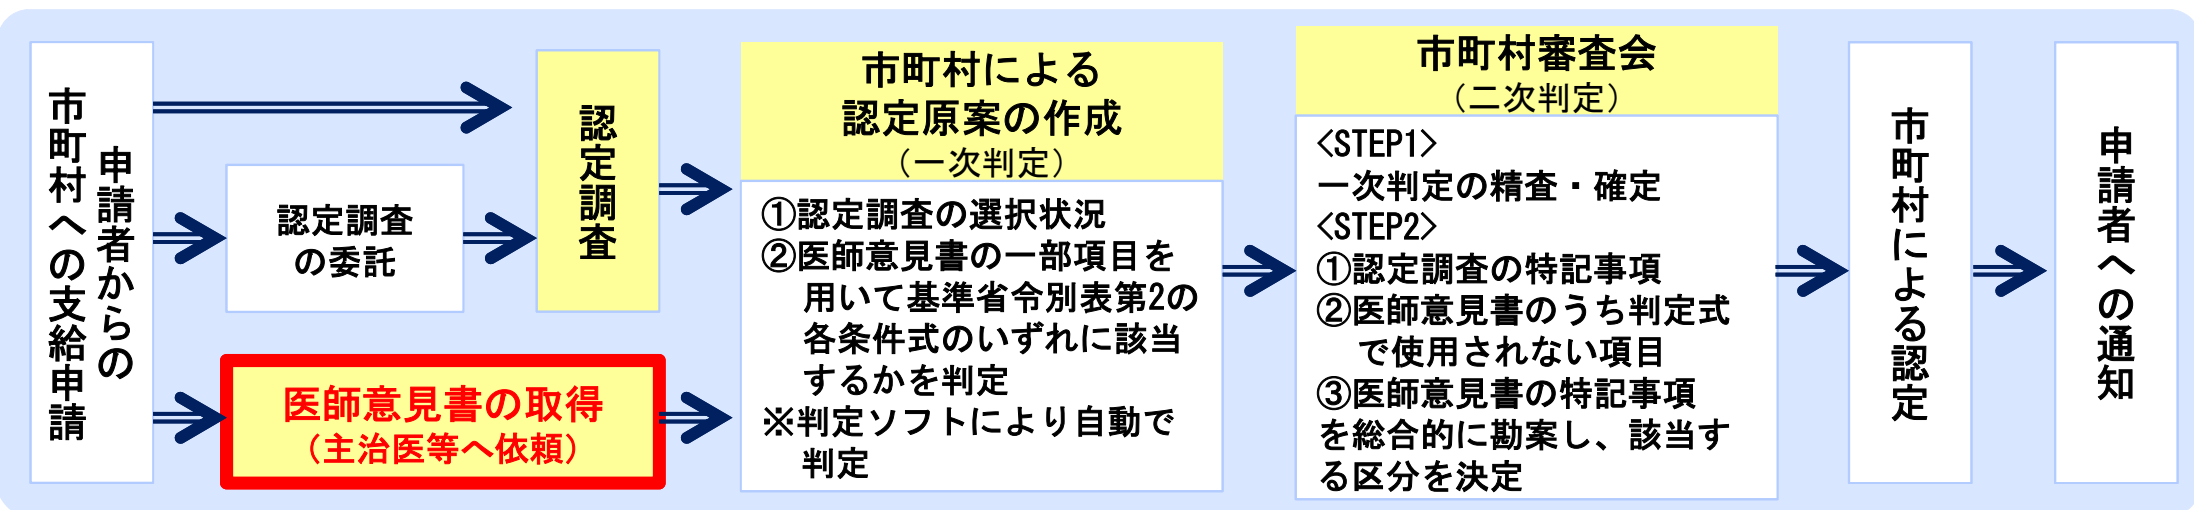 申請者からの
市町村への支給申請
認定調査
の委託
医師意見書の取得
（主治医等へ依頼）
認定調査
市町村による
認定原案の作成
（一次判定）
①認定調査の選択状況
②医師意見書の一部項目を
用いて基準省令別表第2の
各条件式のいずれに該当
するかを判定
※判定ソフトにより自動で
判定
市町村審査会
（二次判定）
<STEP1>
一次判定の精査・確定
<STEP2>
①認定調査の特記事項
②医師意見書のうち判定式
で使用されない項目
③医師意見書の特記事項
を総合的に勘案し、該当す
る区分を決定
市町村による認定
申請者への通知